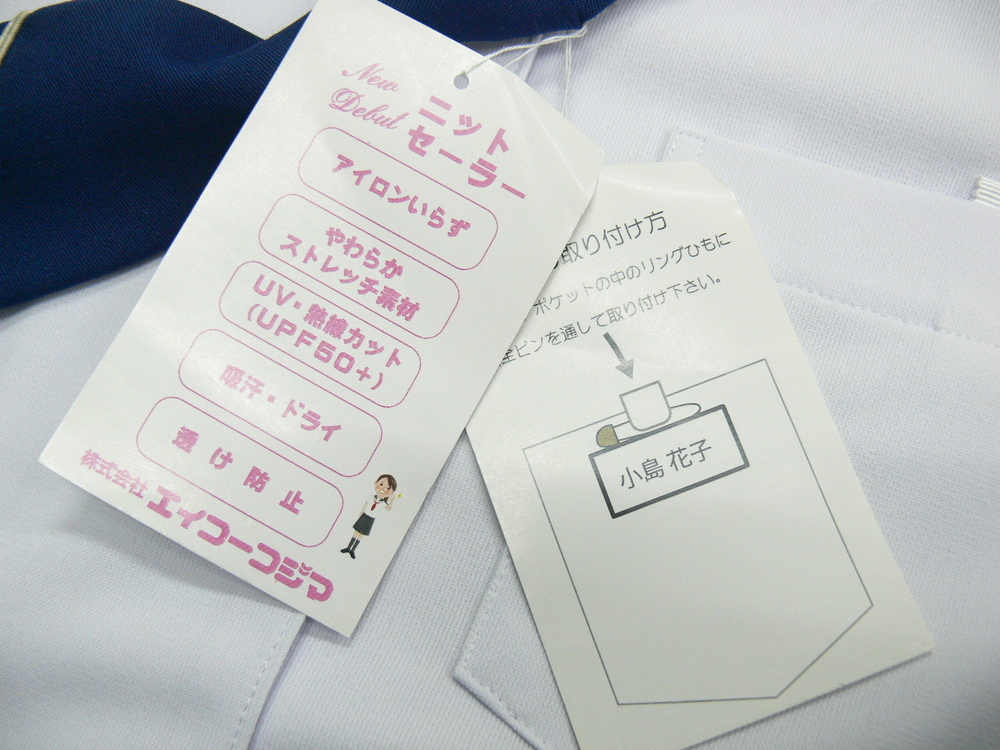 New
Debut
ニット
セーラー
アイロンいらず
やわらか
ストレッチ素材
UV・熱線カット
(UPF50+)
吸汗・ドライ
透け防止
株式会社 エイコーコジマ
取り付け方
ポケットの中のリングひもに
全ピンを通して取り付け下さい。
小島 花子